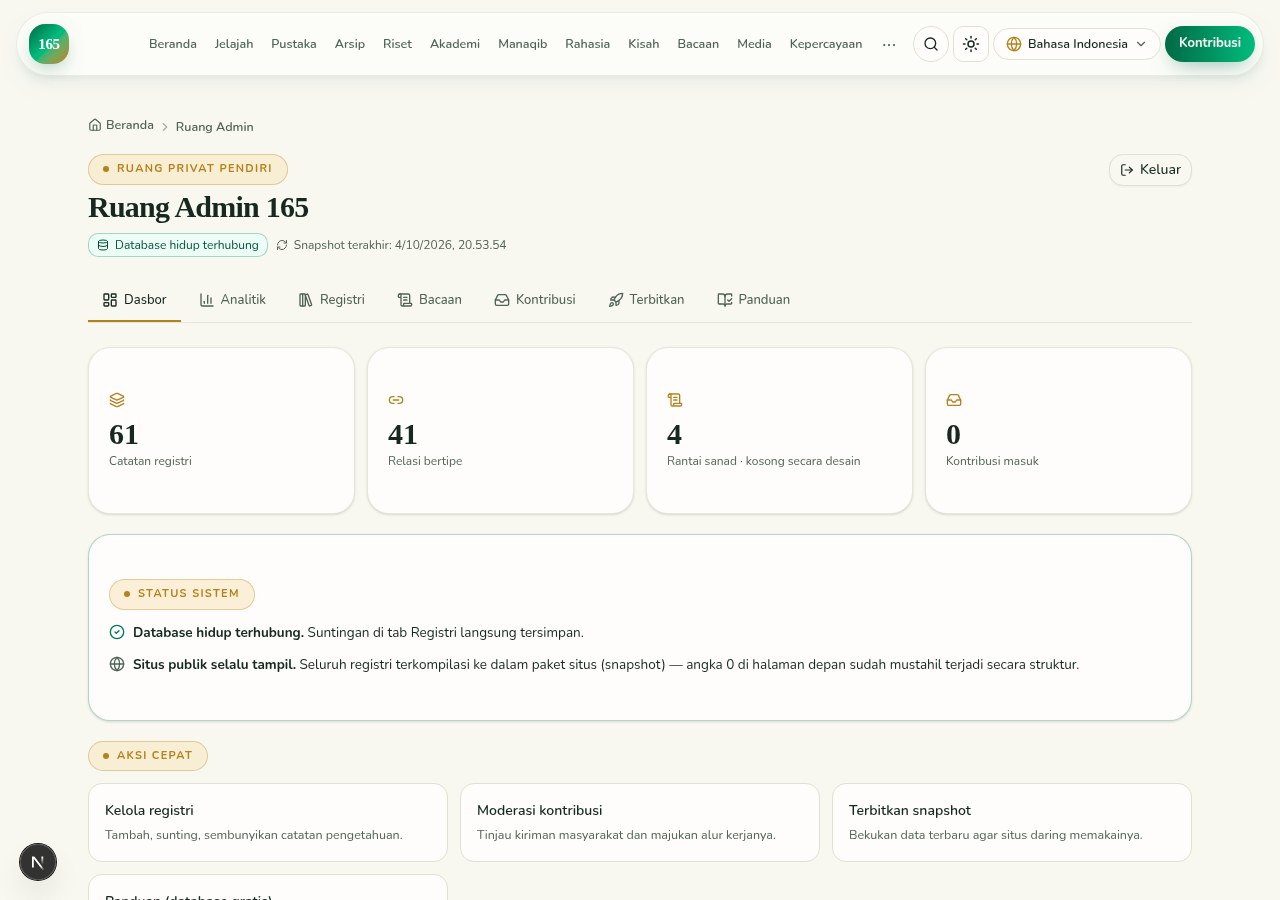 165
Beranda Jelajah Pustaka Arsip Riset Akademi Manaqib Rahasia Kisah Bacaan Media Kepercayaan ··· Bahasa Indonesia Kontribusi
Beranda > Ruang Admin
RUANG PRIVAT PENDIRI
Keluar
Ruang Admin 165
Database hidup terhubung Snapshot terakhir: 4/10/2026, 20.53.54
Dasbor Analitik Registri Bacaan Kontribusi Terbitkan Panduan
61
Catatan registri
41
Relasi bertipe
4
Rantai sanad · kosong secara desain
0
Kontribusi masuk
STATUS SISTEM
Database hidup terhubung. Suntingan di tab Registri langsung tersimpan.
Situs publik selalu tampil. Seluruh registri terkompilasi ke dalam paket situs (snapshot) — angka 0 di halaman depan sudah mustahil terjadi secara struktur.
AKSI CEPAT
Kelola registri
Tambah, sunting, sembunyikan catatan pengetahuan.
Moderasi kontribusi
Tinjau kiriman masyarakat dan majukan alur kerjanya.
Terbitkan snapshot
Bekukan data terbaru agar situs daring memakainya.
N
Panduan (database gratis)